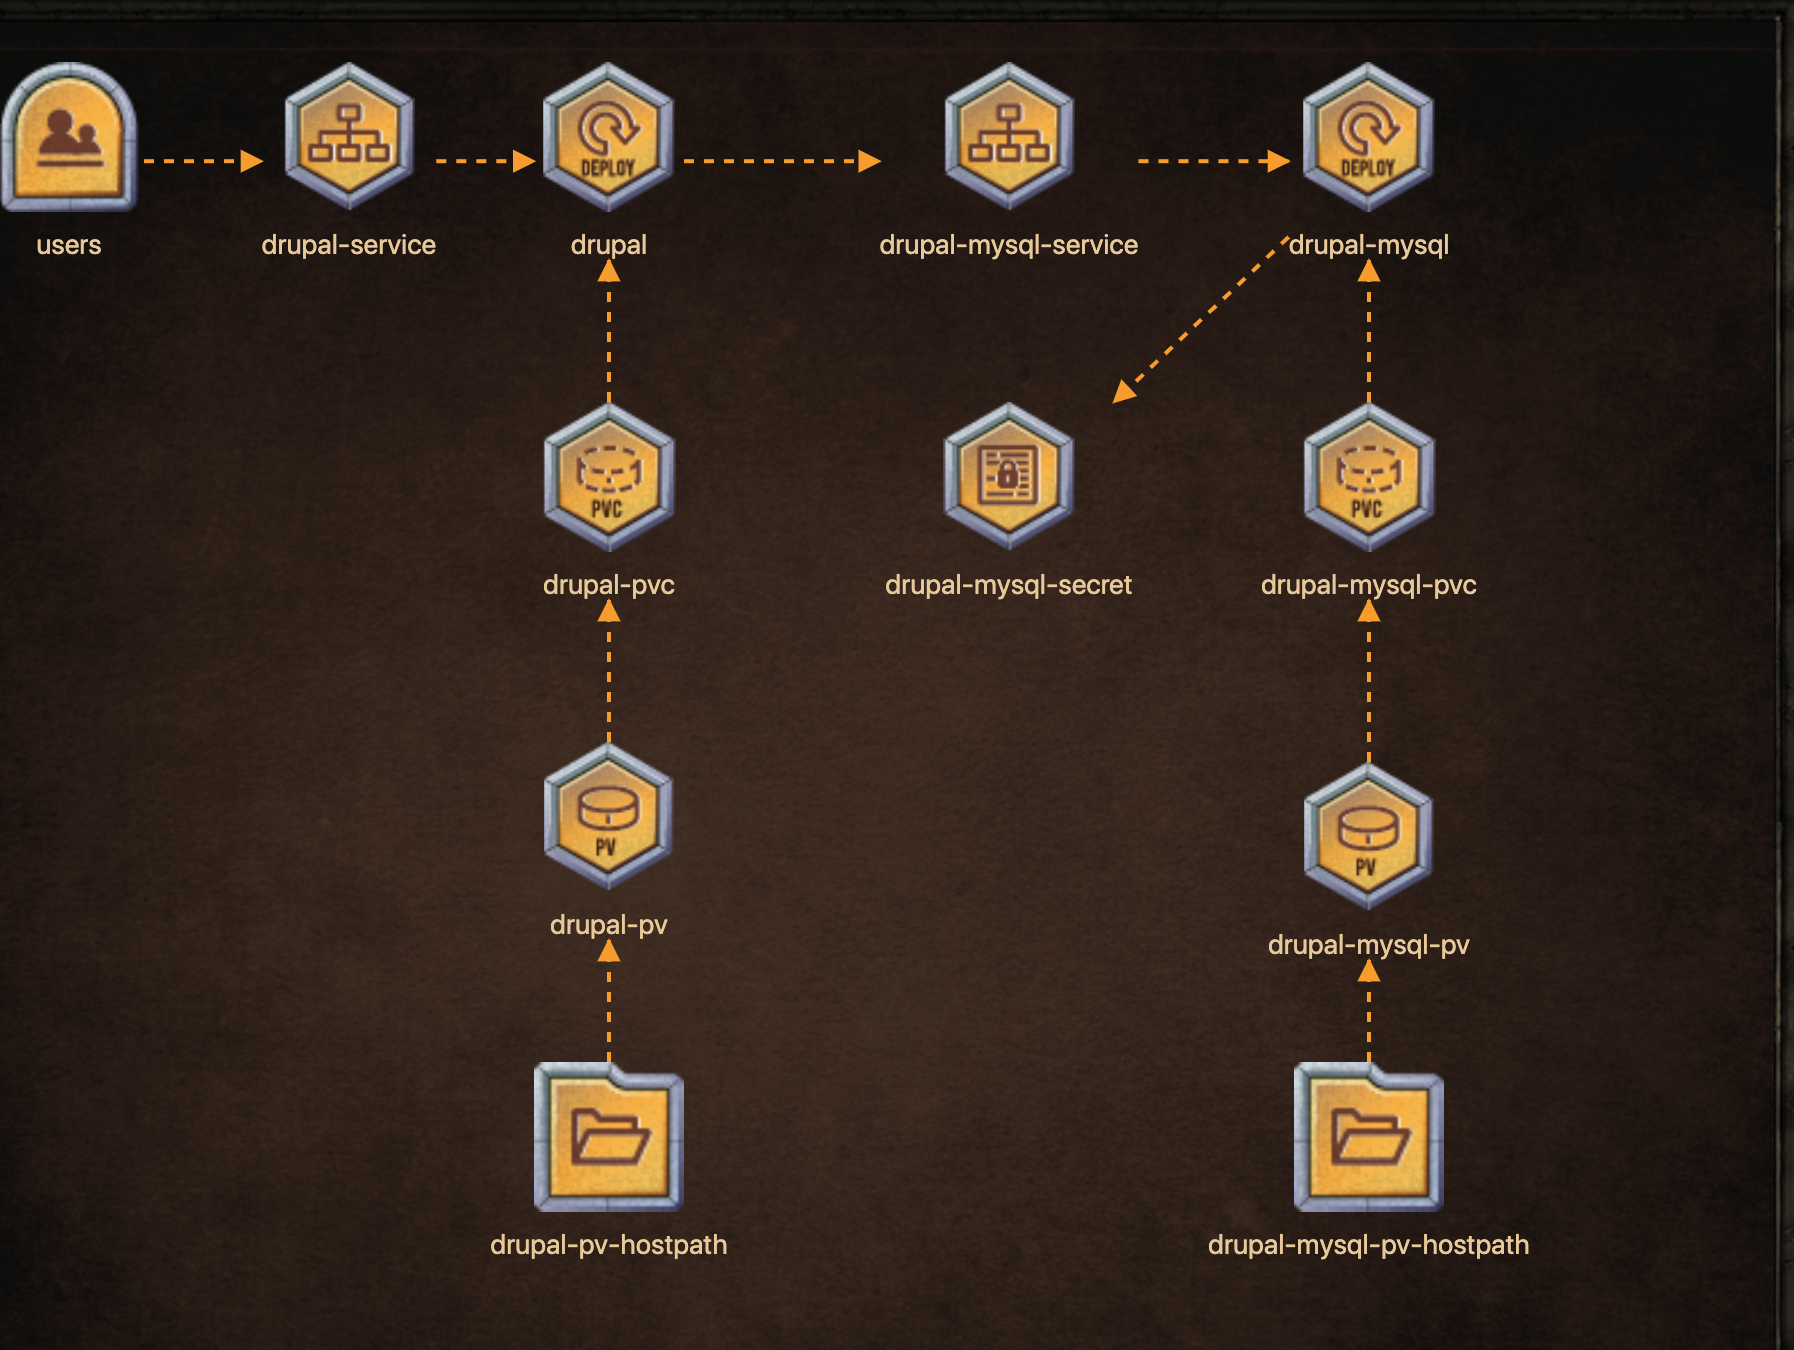 DEPLOY
DEPLOY
users
drupal-service
drupal
drupal-mysql-service
drupal-mysql
PVC
PVC
drupal-pvc
drupal-mysql-secret
drupal-mysql-pvc
PV
PV
drupal-pv
drupal-mysql-pv
drupal-pv-hostpath
drupal-mysql-pv-hostpath